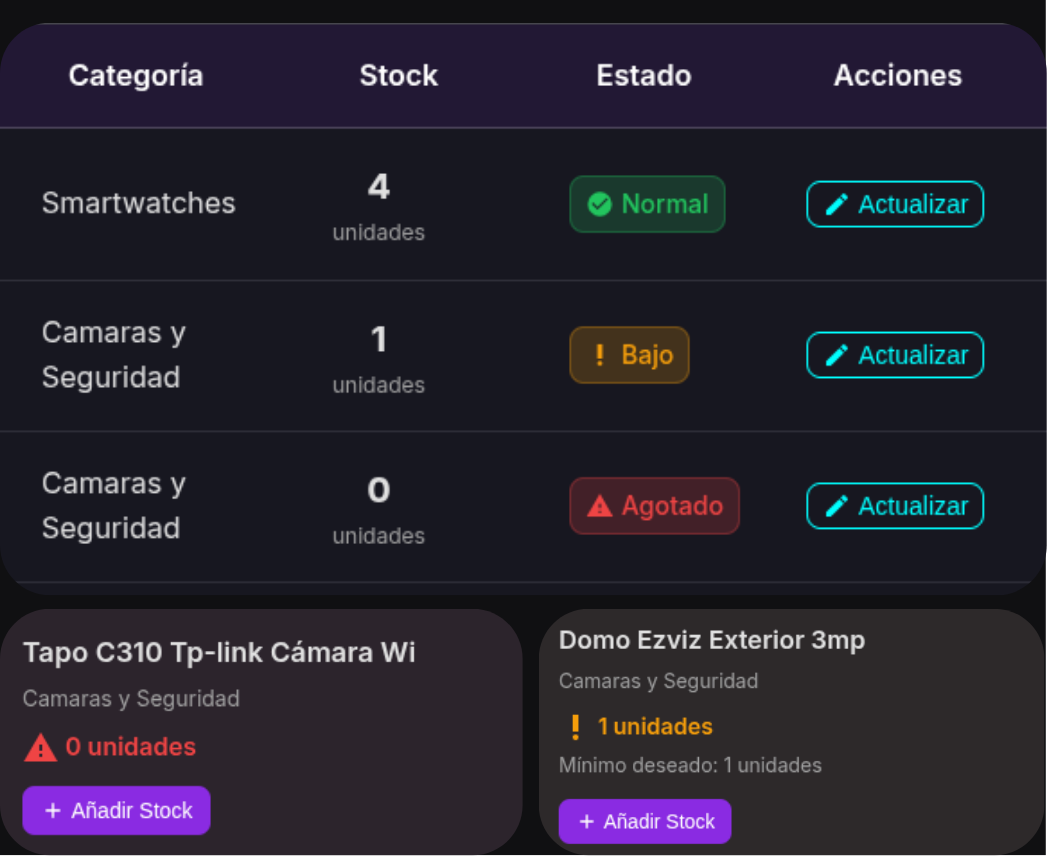 Categoría Stock Estado Acciones
Smartwatches 4 unidades Normal Actualizar
Camaras y Seguridad 1 unidades Bajo Actualizar
Camaras y Seguridad 0 unidades Agotado Actualizar
Tapo C310 Tp-link Cámara Wi
Camaras y Seguridad
0 unidades
+ Añadir Stock
Domo Ezviz Exterior 3mp
Camaras y Seguridad
1 unidades
Mínimo deseado: 1 unidades
+ Añadir Stock